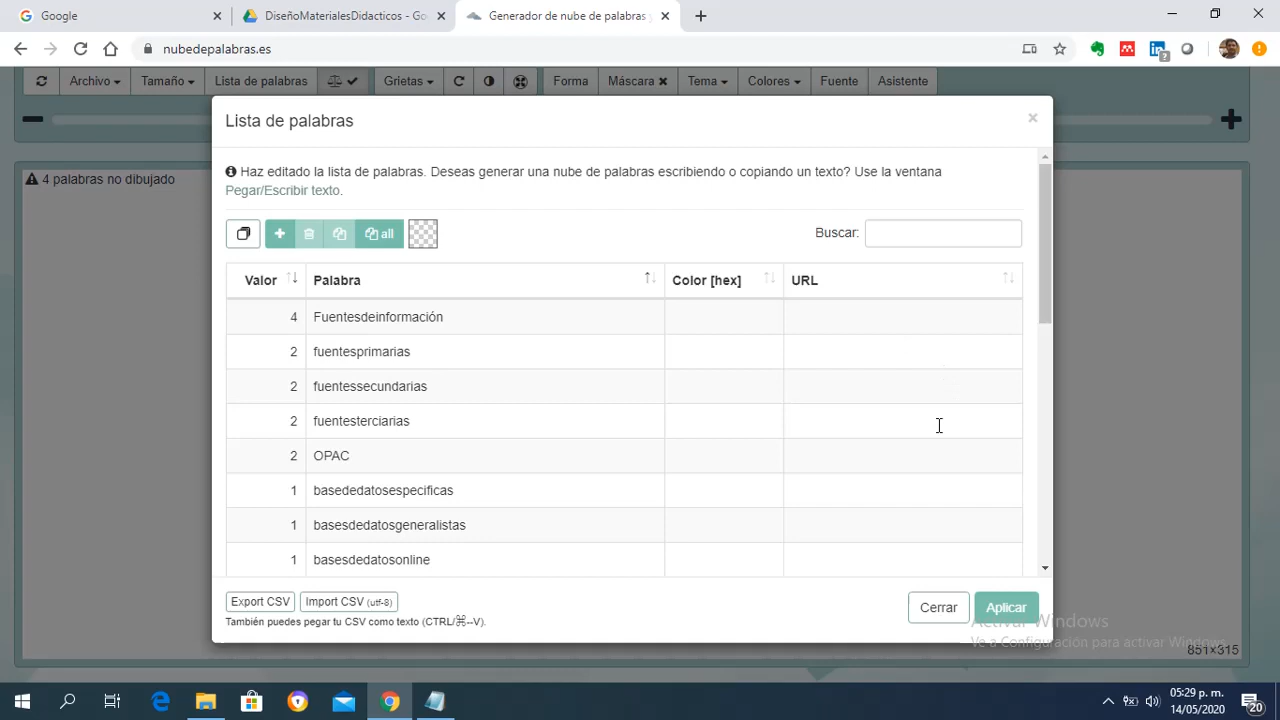 Google
DiseñoMaterialesDidacticos - Go
Generador de nube de palabras
nubedepalabras.es
Archivo
Tamaño
Lista de palabras
Grietas
Forma
Máscara
Tema
Colores
Fuente
Asistente
Lista de palabras
4 palabras no dibujado
Haz editado la lista de palabras. Deseas generar una nube de palabras escribiendo o copiando un texto? Use la ventana
Pegar/Escribir texto.
all
Buscar:
Valor Palabra Color [hex] URL
4 Fuentesdeinformación
2 fuentesprimarias
2 fuentessecundarias
2 fuentesterciarias
2 OPAC
1 basededatosespecificas
1 basesdedatosgeneralistas
1 basesdedatosonline
Export CSV Import CSV (utf-8)
También puedes pegar tu CSV como texto (CTRL/⌘--V).
Cerrar Aplicar
Activar Windows
Ve a Configuración para activar Windows.
851×315
05:29 p. m.
14/05/2020
20